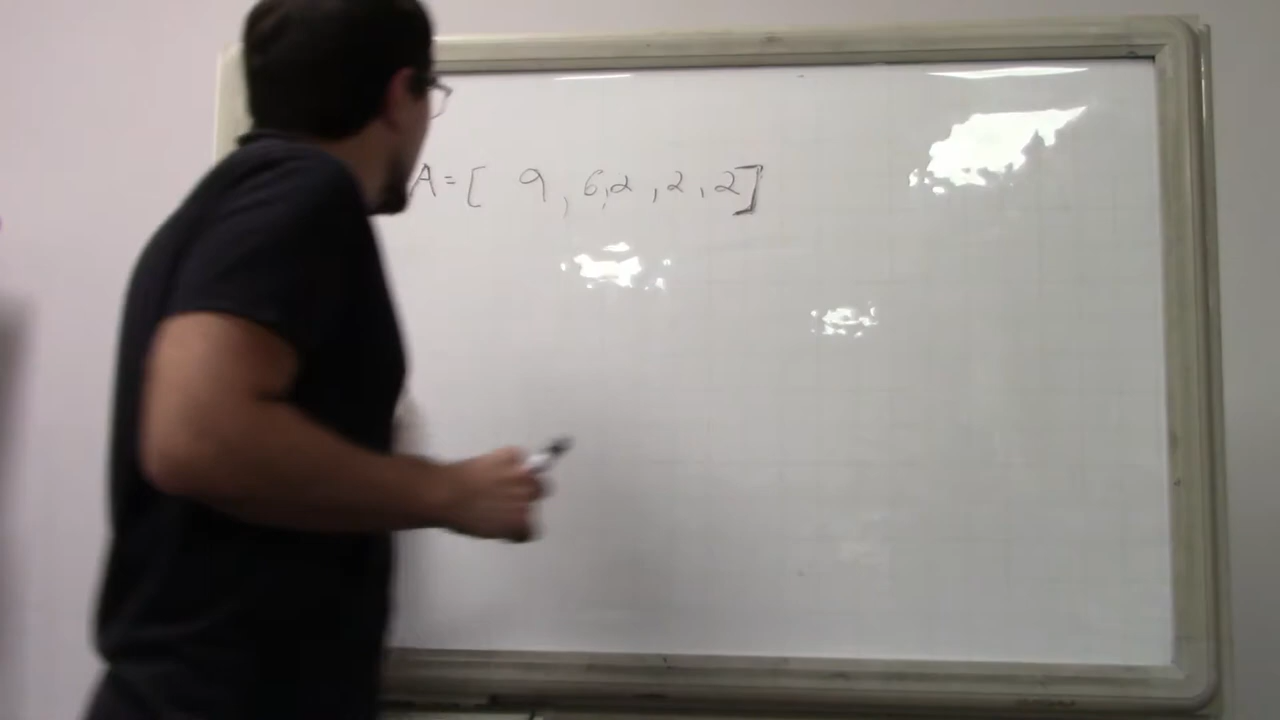 A = [ 9 , 6 , 2 , 2 , 2 ]